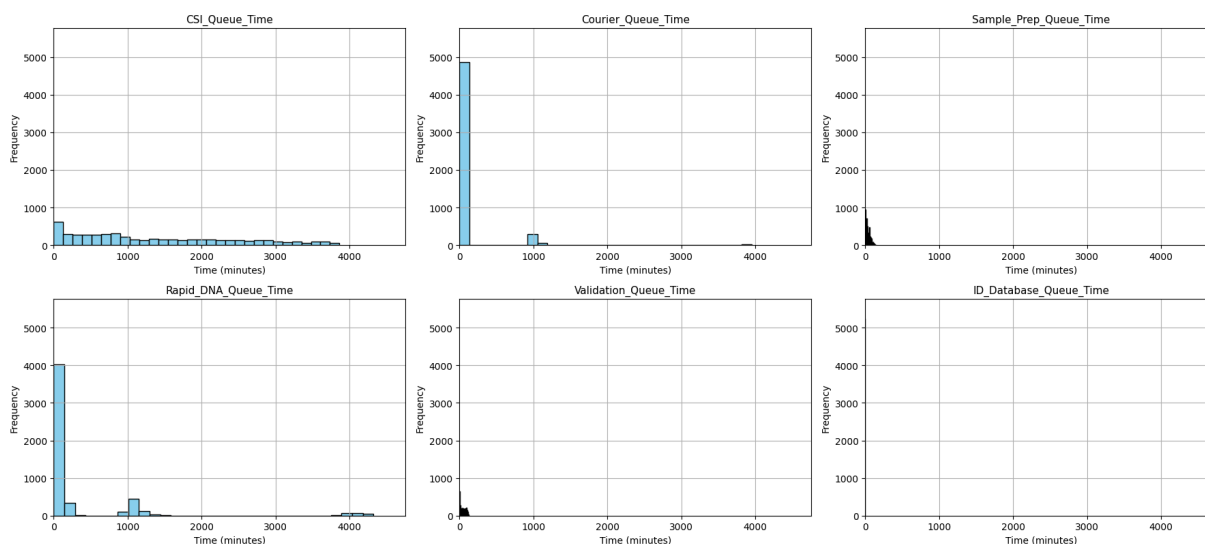 CSI_Queue_Time
Courier_Queue_Time
Sample_Prep_Queue_Time
5000
4000
3000
2000
1000
0
Frequency
0 1000 2000 3000 4000
Time (minutes)
5000
4000
3000
2000
1000
0
Frequency
0 1000 2000 3000 4000
Time (minutes)
5000
4000
3000
2000
1000
0
Frequency
0 1000 2000 3000 4000
Time (minutes)
Rapid_DNA_Queue_Time
Validation_Queue_Time
ID_Database_Queue_Time
5000
4000
3000
2000
1000
0
Frequency
0 1000 2000 3000 4000
Time (minutes)
5000
4000
3000
2000
1000
0
Frequency
0 1000 2000 3000 4000
Time (minutes)
5000
4000
3000
2000
1000
0
Frequency
0 1000 2000 3000 4000
Time (minutes)